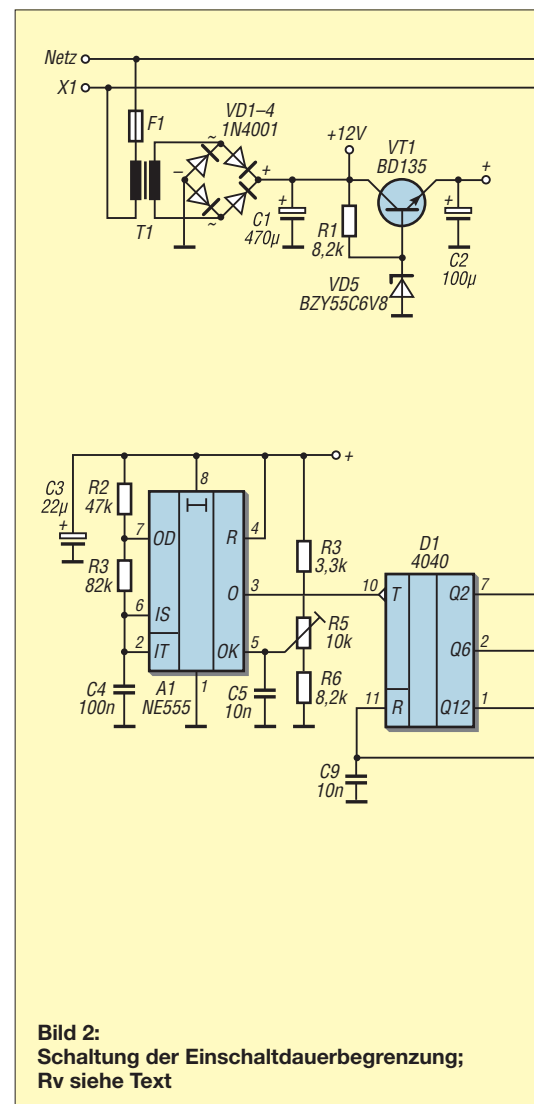 Netz
X1
F1
T1
VD1–4
1N4001
~
–
+
~
+
C1
470µ
+12V
R1
8,2k
VT1
BD135
VD5
BZY55C6V8
+
+
C2
100µ
+
C3
22µ
+
R2
47k
R3
82k
C4
100n
8
7
OD
6
IS
2
IT
R
4
O
3
OK
5
1
A1
NE555
C5
10n
R3
3,3k
R5
10k
R6
8,2k
D1
4040
10
T
Q2
7
Q6
2
11
R
Q12
1
C9
10n
Bild 2:
Schaltung der Einschaltdauerbegrenzung;
Rv siehe Text